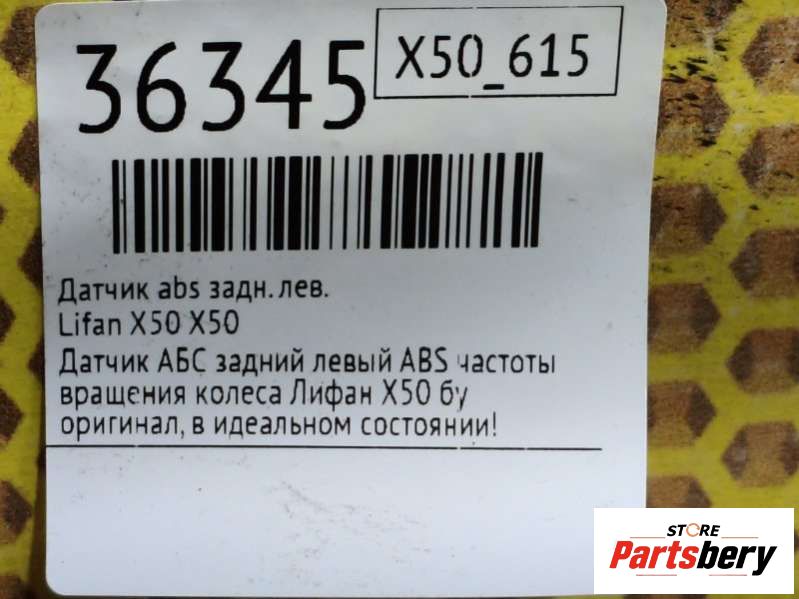 36345
X50_615
Датчик abs задн.лев.
Lifan X50 X50
Датчик АБС задний левый ABS частоты
вращения колеса Лифан Х50 бу
оригинал, в идеальном состоянии!
STORE
Partsbery